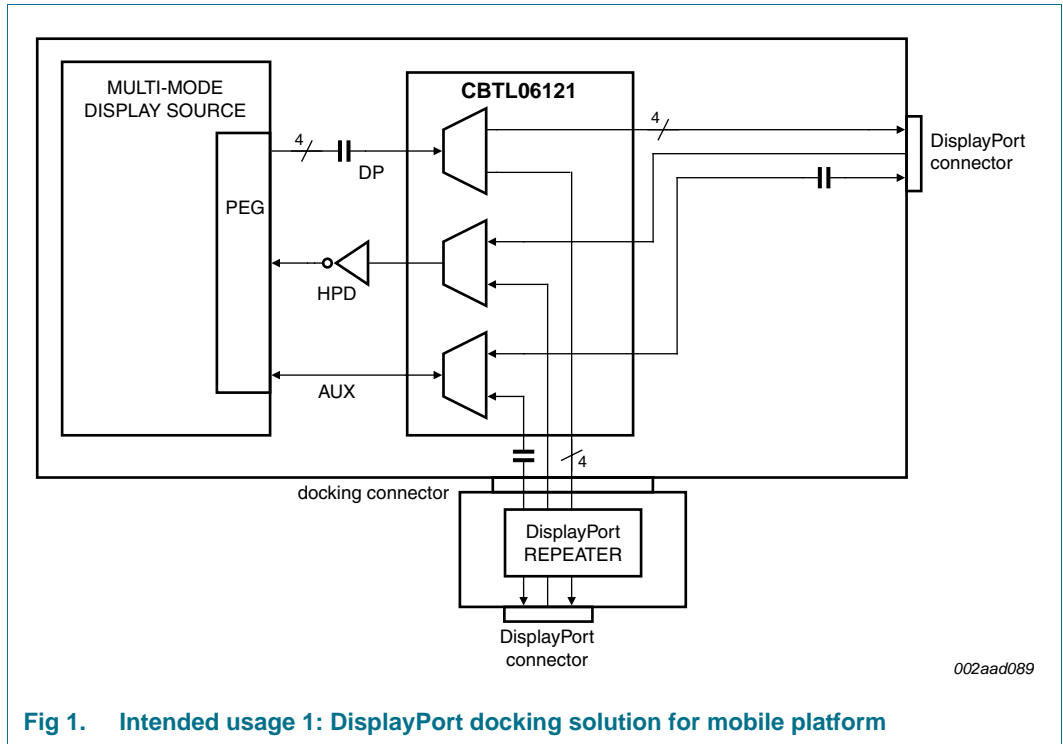 MULTI-MODE
DISPLAY SOURCE
CBTL06121
PEG
4
DP
HPD
AUX
4
DisplayPort
connector
4
docking connector
DisplayPort
REPEATER
DisplayPort
connector
002aad089
Fig 1. Intended usage 1: DisplayPort docking solution for mobile platform